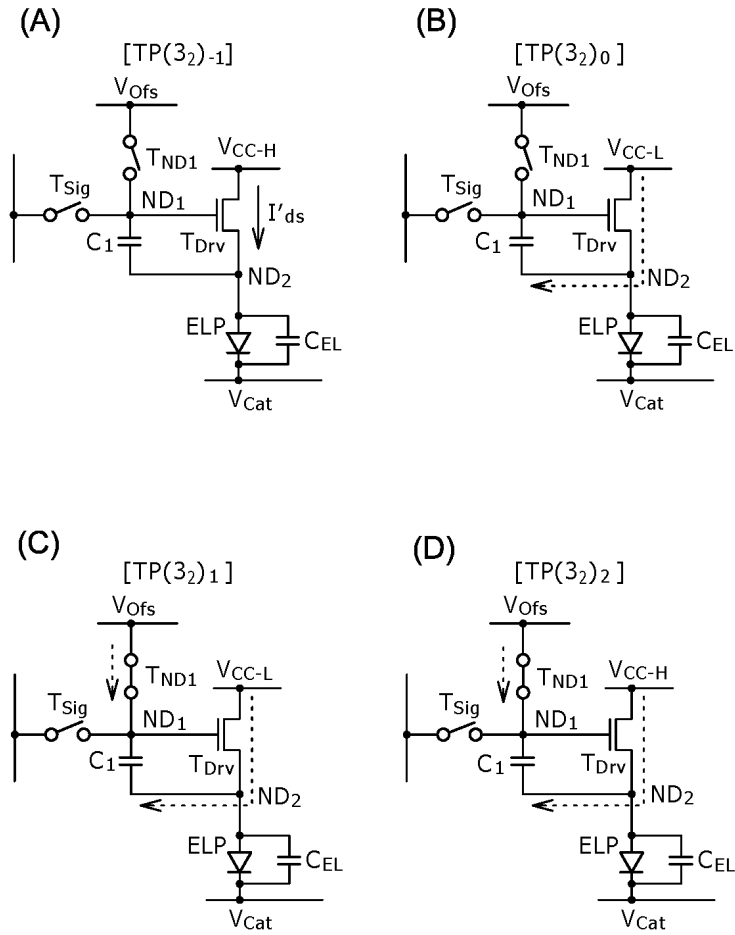 (A)
[TP(3₂)₋₁]
V_Ofs
T_ND1
V_CC-H
T_Sig
ND₁
I'_ds
C₁
T_Drv
ND₂
ELP
C_EL
V_Cat
(B)
[TP(3₂)₀]
V_Ofs
T_ND1
V_CC-L
T_Sig
ND₁
C₁
T_Drv
ND₂
ELP
C_EL
V_Cat
(C)
[TP(3₂)₁]
V_Ofs
T_ND1
V_CC-L
T_Sig
ND₁
C₁
T_Drv
ND₂
ELP
C_EL
V_Cat
(D)
[TP(3₂)₂]
V_Ofs
T_ND1
V_CC-H
T_Sig
ND₁
C₁
T_Drv
ND₂
ELP
C_EL
V_Cat